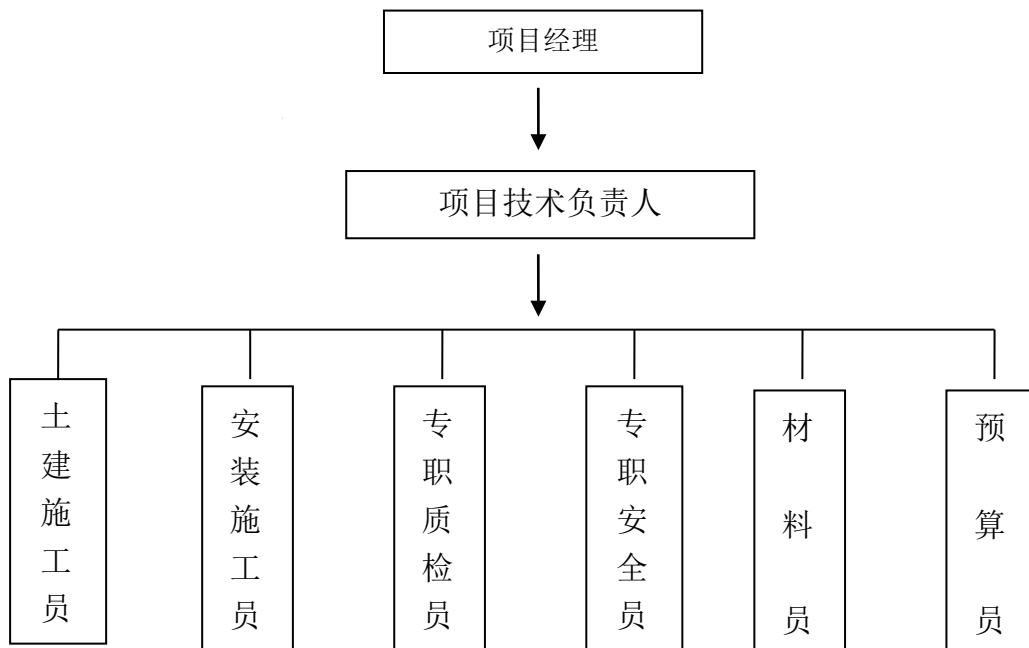 项目经理
项目技术负责人
土建施工员
安装施工员
专职质检员
专职安全员
材料员
预算员